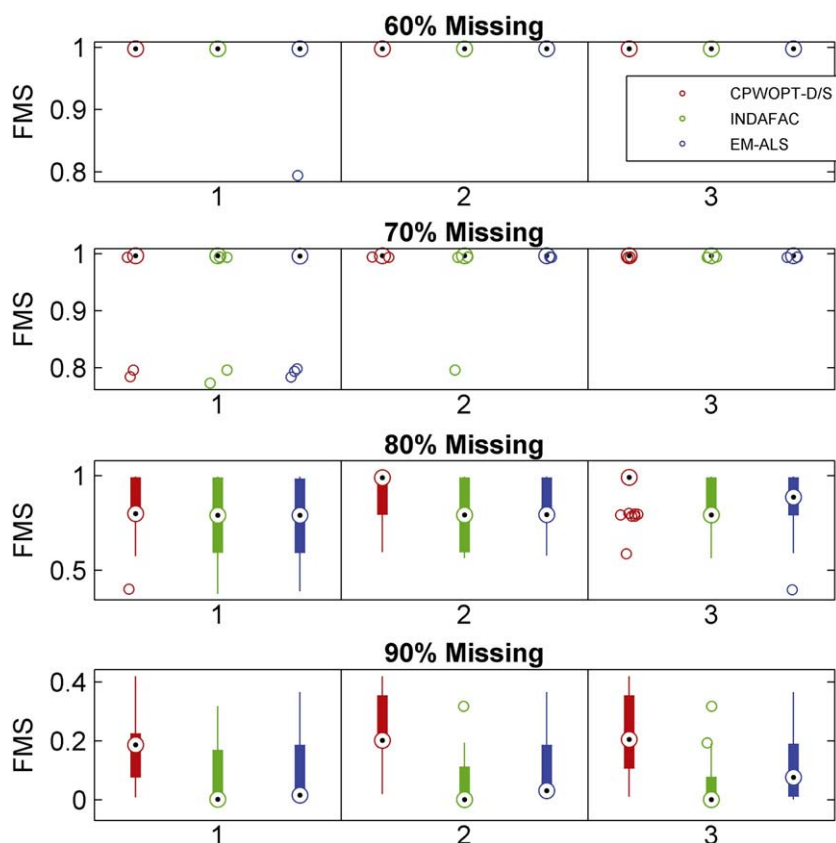 60% Missing
FMS
1
0.9
0.8
CPWOPT-D/S
INDAFAC
EM-ALS
1 2 3
70% Missing
FMS
1
0.9
0.8
1 2 3
80% Missing
FMS
1
0.5
1 2 3
90% Missing
FMS
0.4
0.2
0
1 2 3